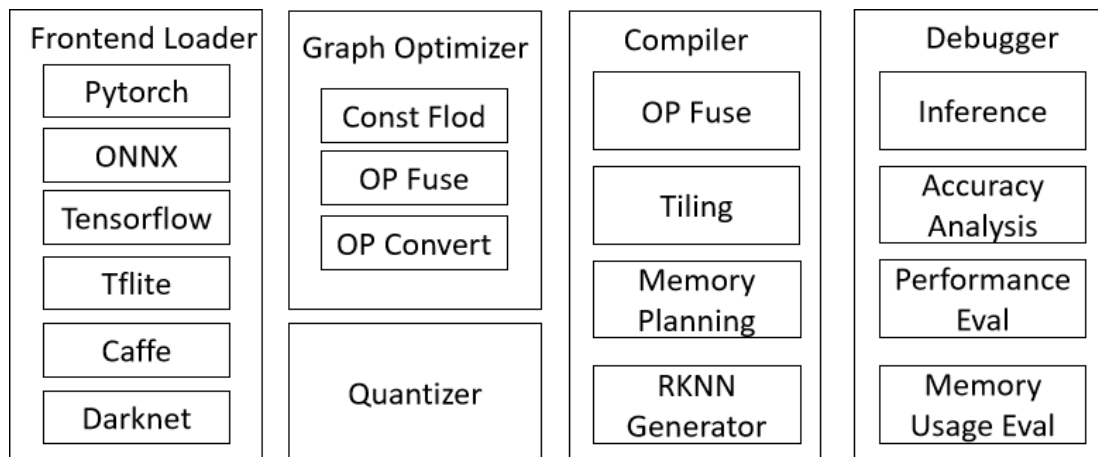 Frontend Loader
Pytorch
ONNX
Tensorflow
Tflite
Caffe
Darknet
Graph Optimizer
Const Flod
OP Fuse
OP Convert
Quantizer
Compiler
OP Fuse
Tiling
Memory
Planning
RKNN
Generator
Debugger
Inference
Accuracy
Analysis
Performance
Eval
Memory
Usage Eval